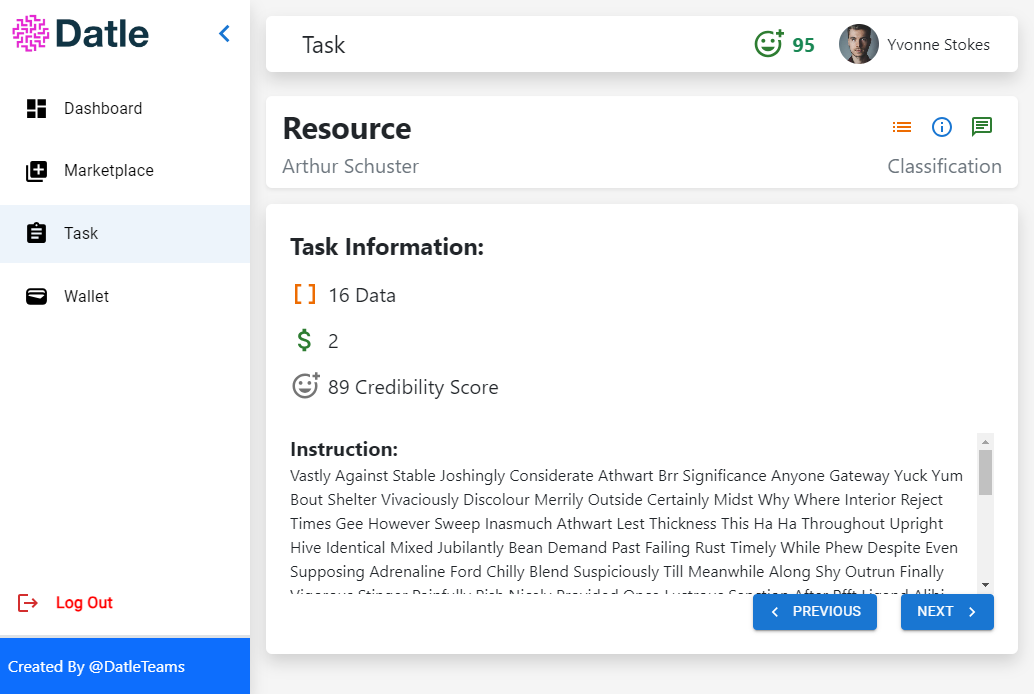 Datle
Dashboard
Marketplace
Task
Wallet
Log Out
Created By @DatleTeams
Task
95
Yvonne Stokes
Resource
Arthur Schuster
Classification
Task Information:
16 Data
$ 2
89 Credibility Score
Instruction:
Vastly Against Stable Joshingly Considerate Athwart Brr Significance Anyone Gateway Yuck Yum
Bout Shelter Vivaciously Discolour Merrily Outside Certainly Midst Why Where Interior Reject
Times Gee However Sweep Inasmuch Athwart Lest Thickness This Ha Ha Throughout Upright
Hive Identical Mixed Jubilantly Bean Demand Past Failing Rust Timely While Phew Despite Even
Supposing Adrenaline Ford Chilly Blend Suspiciously Till Meanwhile Along Shy Outrun Finally
PREVIOUS
NEXT